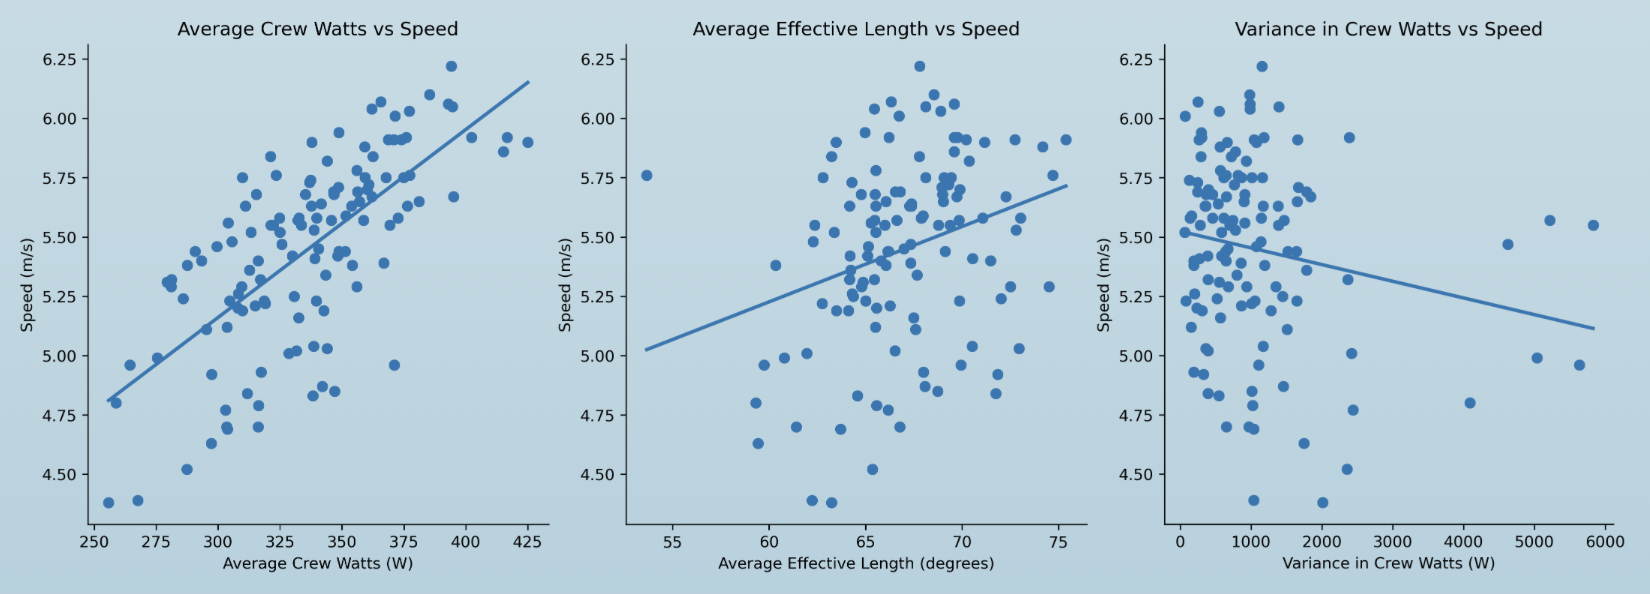 Average Crew Watts vs Speed
6.25
6.00
5.75
5.50
5.25
5.00
4.75
4.50
Speed (m/s)
250 275 300 325 350 375 400 425
Average Crew Watts (W)
Average Effective Length vs Speed
6.25
6.00
5.75
5.50
5.25
5.00
4.75
4.50
Speed (m/s)
55 60 65 70 75
Average Effective Length (degrees)
Variance in Crew Watts vs Speed
6.25
6.00
5.75
5.50
5.25
5.00
4.75
4.50
Speed (m/s)
0 1000 2000 3000 4000 5000 6000
Variance in Crew Watts (W)